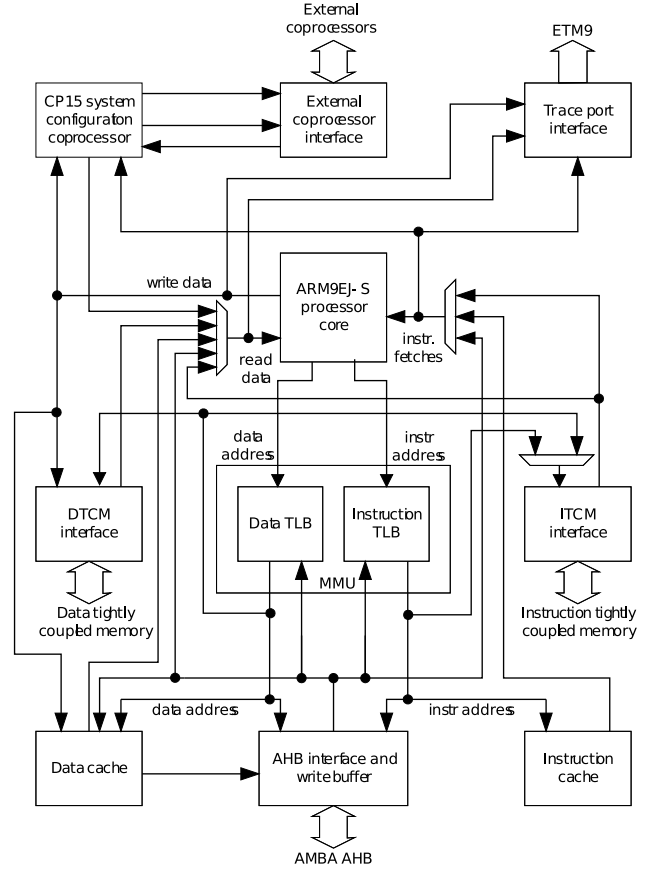 External
coprocessors
ETM9
CP15 system
configuration
coprocessor
External
coprocessor
interface
Trace port
interface
write data
ARM9EJ-S
processor
core
read
data
instr.
fetches
data
address
instr
address
DTCM
interface
Data TLB
Instruction
TLB
ITCM
interface
MMU
Data tightly
coupled memory
Instruction tightly
coupled memory
data address
instr address
Data cache
AHB interface and
write buffer
Instruction
cache
AMBA AHB